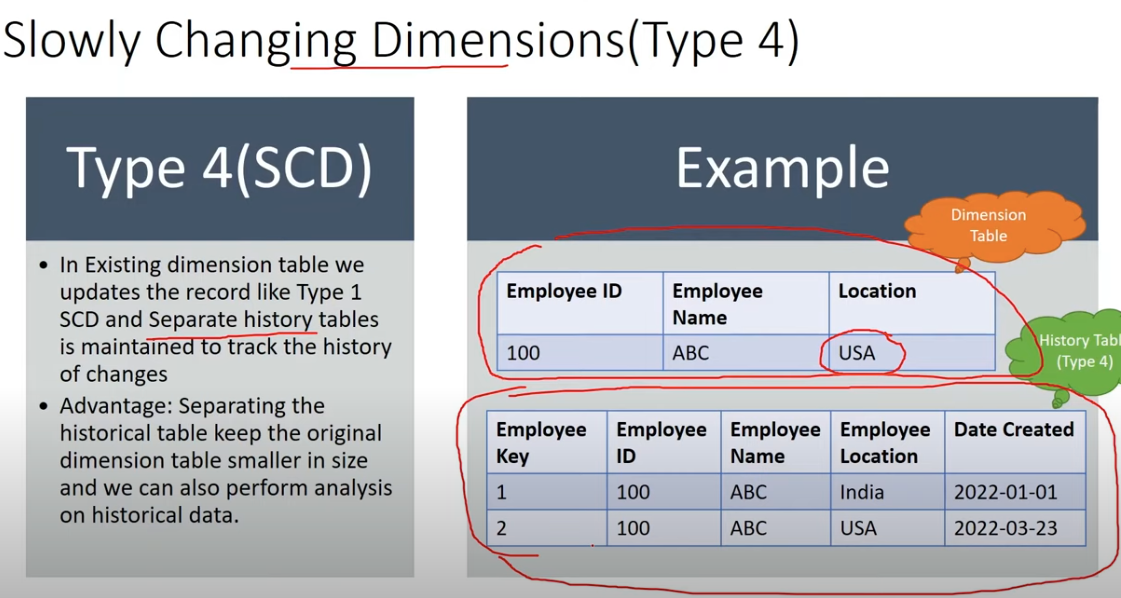 Slowly Changing Dimensions(Type 4)
Type 4(SCD)
• In Existing dimension table we
updates the record like Type 1
SCD and Separate history tables
is maintained to track the history
of changes
• Advantage: Separating the
historical table keep the original
dimension table smaller in size
and we can also perform analysis
on historical data.
Example
Dimension
Table
Employee ID Employee Name Location
100 ABC USA
History Tabl
(Type 4)
Employee Key Employee ID Employee Name Employee Location Date Created
1 100 ABC India 2022-01-01
2 100 ABC USA 2022-03-23